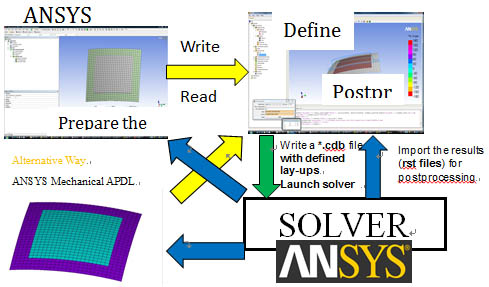 ANSYS
Define
Write
Read
Postpr
Prepare the
Alternative Way.
ANSYS Mechanical APDL
Write a *.cdb file
with defined
lay-ups.
Launch solver
Import the results
(rst files) for
postprocessing.
SOLVER
ANSYS
ANSYS®